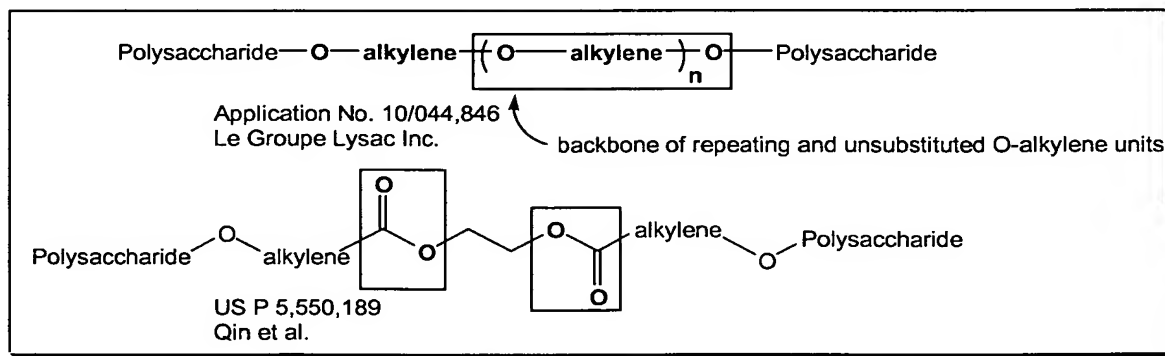 Polysaccharide—O—alkylene—(O—alkylene)n O—Polysaccharide
Application No. 10/044,846
Le Groupe Lysac Inc.
backbone of repeating and unsubstituted O-alkylene units
O
O
O
alkylene
O
Polysaccharide
Polysaccharide
alkylene
O
O
O
US P 5,550,189
Qin et al.